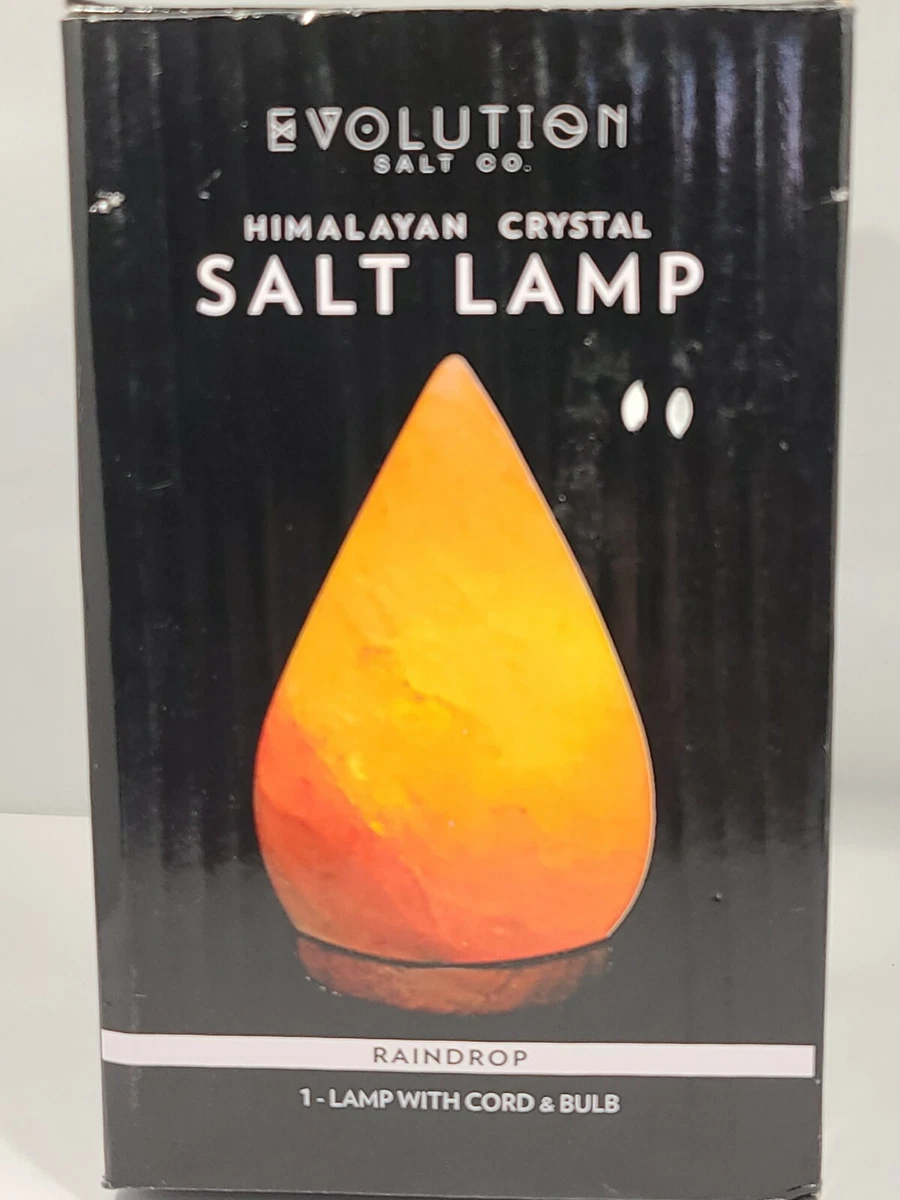 EVOLUTION
SALT CO.
HIMALAYAN CRYSTAL
SALT LAMP
RAINDROP
1 - LAMP WITH CORD & BULB